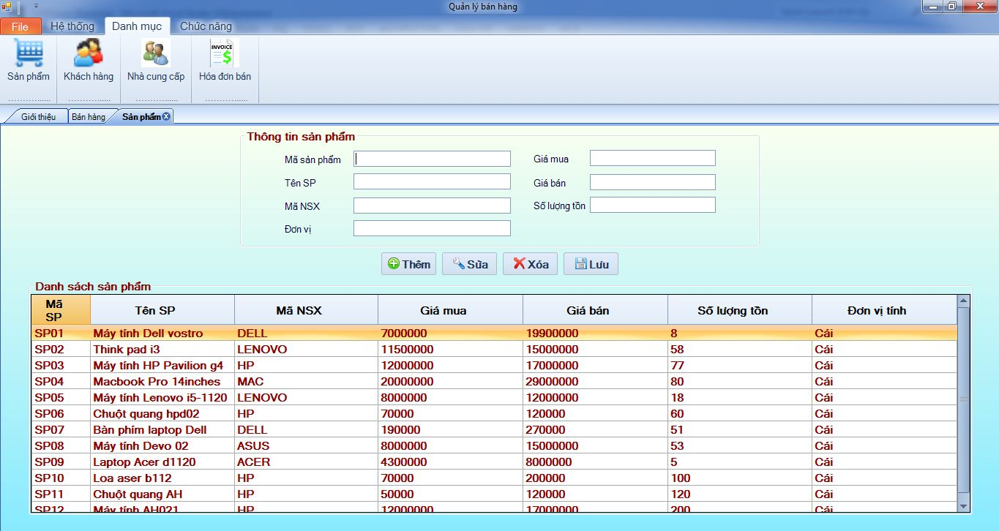 Quản lý bán hàng
File Hệ thống Danh mục Chức năng
INVOICE
$
Sản phẩm Khách hàng Nhà cung cấp Hóa đơn bán
Giới thiệu Bán hàng Sản phẩm
Thông tin sản phẩm
Mã sản phẩm Giá mua
Tên SP Giá bán
Mã NSX Số lượng tồn
Đơn vị
Thêm Sửa Xóa Lưu
Danh sách sản phẩm
Mã SP Tên SP Mã NSX Giá mua Giá bán Số lượng tồn Đơn vị tính
SP01 Máy tính Dell vostro DELL 7000000 19900000 8 Cái
SP02 Think pad i3 LENOVO 11500000 15000000 58 Cái
SP03 Máy tính HP Pavilion g4 HP 12000000 17000000 77 Cái
SP04 Macbook Pro 14inches MAC 20000000 29000000 80 Cái
SP05 Máy tính Lenovo i5-1120 LENOVO 8000000 12000000 18 Cái
SP06 Chuột quang hpd02 HP 70000 120000 60 Cái
SP07 Bàn phím laptop Dell DELL 190000 270000 51 Cái
SP08 Máy tính Devo 02 ASUS 8000000 15000000 53 Cái
SP09 Laptop Acer d1120 ACER 4300000 8000000 5 Cái
SP10 Loa aser b112 HP 70000 200000 100 Cái
SP11 Chuột quang AH HP 50000 120000 120 Cái
SP12 Máy tính AH021 HP 12000000 17000000 200 Cái